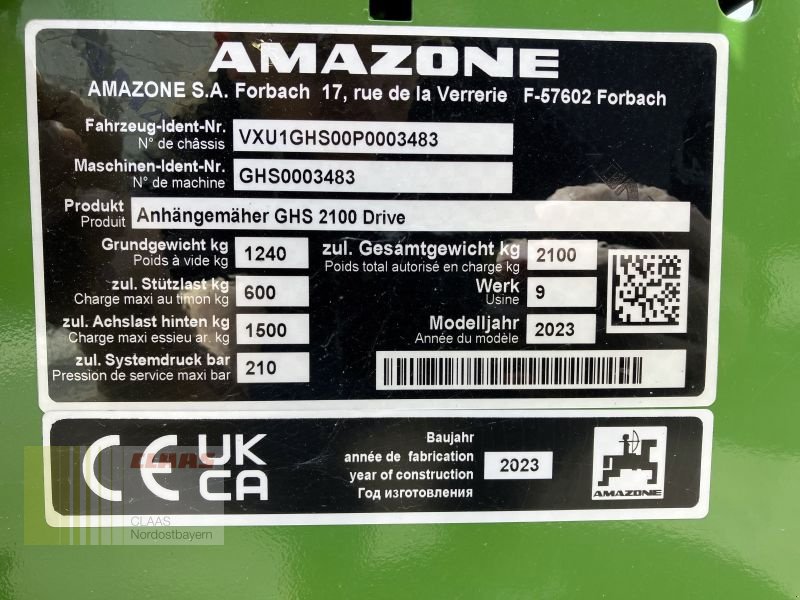 AMAZONE
AMAZONE S.A. Forbach 17, rue de la Verrerie F-57602 Forbach
Fahrzeug-Ident-Nr.
N° de châssis
VXU1GHS00P0003483
Maschinen-Ident-Nr.
N° de machine
GHS0003483
Produkt
Produit
Anhängemäher GHS 2100 Drive
Grundgewicht kg
Poids à vide kg
1240
zul. Gesamtgewicht kg
Poids total autorisé en charge kg
2100
zul. Stützlast kg
Charge maxi au timon kg
600
Werk
Usine
9
zul. Achslast hinten kg
Charge maxi essieu ar. kg
1500
Modelljahr
Année du modèle
2023
zul. Systemdruck bar
Pression de service maxi bar
210
CE UK
CA
Baujahr
année de fabrication
year of construction
Год изготовления
2023
AMAZONE
CLAAS
CLAAS
Nordostbayern